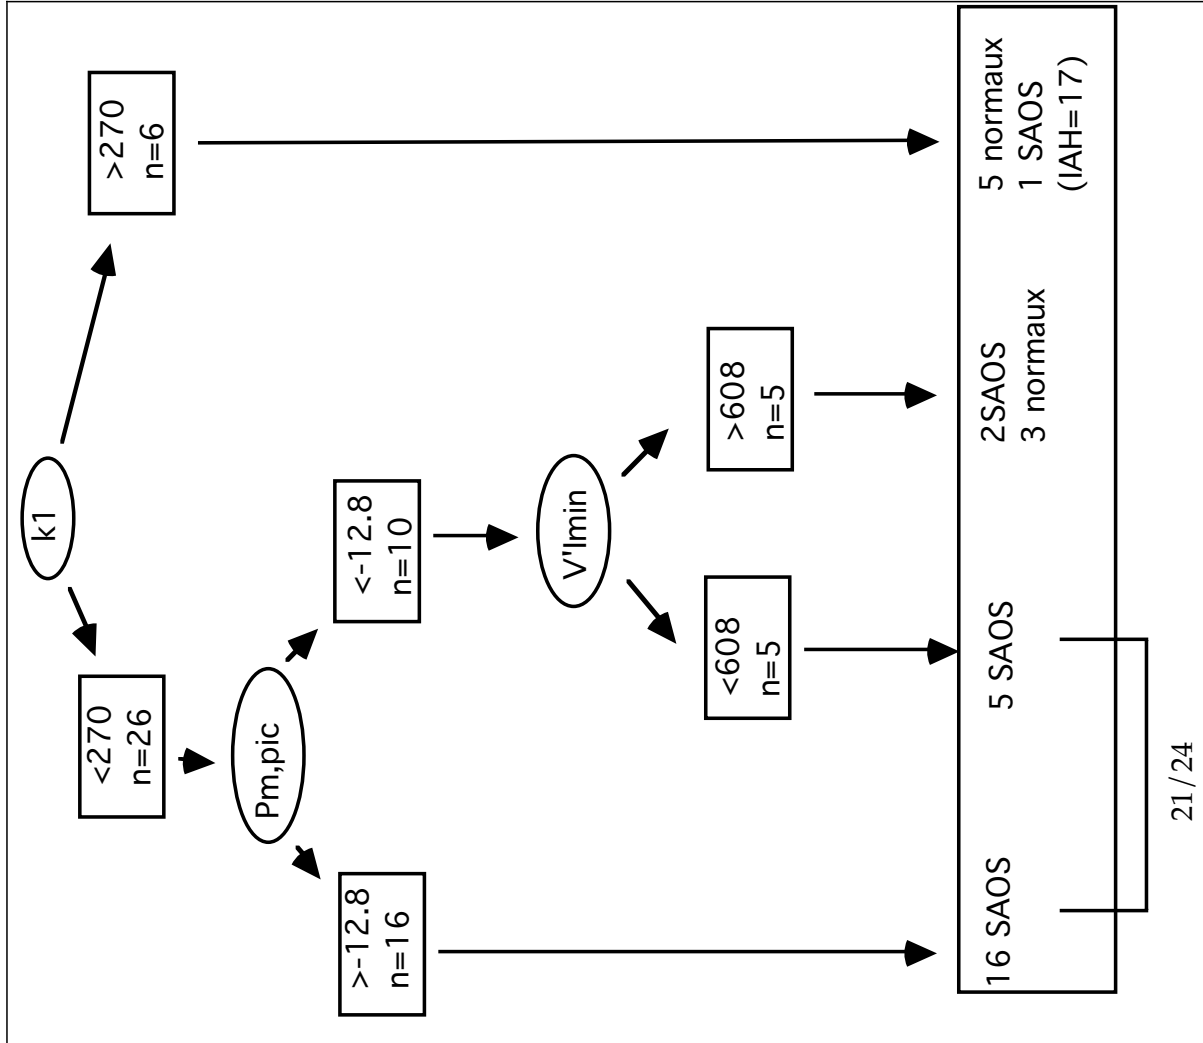 k1
<270
n=26
>270
n=6
Pm,pic
>-12.8
n=16
<-12.8
n=10
V'Imin
<608
n=5
>608
n=5
16 SAOS
5 SAOS
2SAOS
3 normaux
5 normaux
1 SAOS
(IAH=17)
21/24